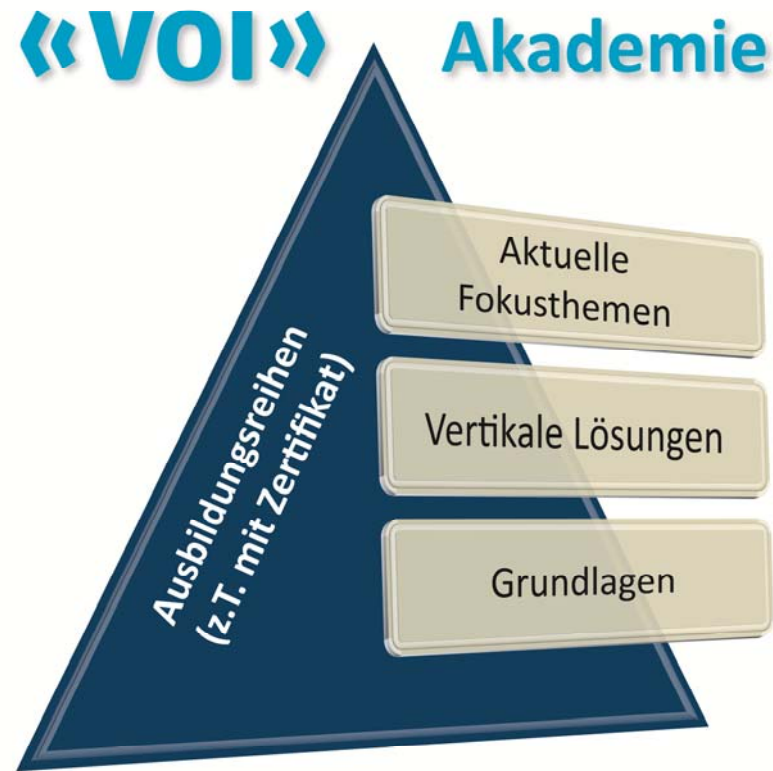 «VOI» Akademie
Aktuelle
Fokusthemen
Vertikale Lösungen
Grundlagen
Ausbildungsreihen
(z.T. mit Zertifikat)